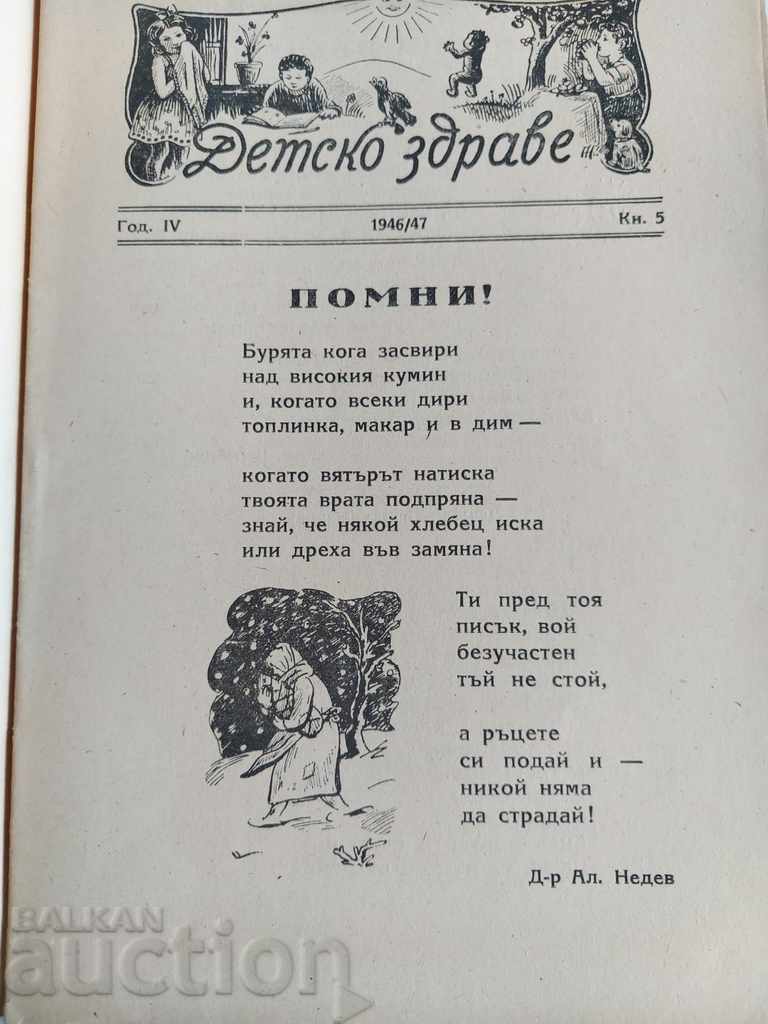 Детско здраве
Год. IV 1946/47 Кн. 5
ПОМНИ!
Бурята кога засвири
над високия кумин
и, когато всеки дири
топлинка, макар и в дим —
когато вятърът натиска
твоята врата подпряна —
знай, че някой хлебец иска
или дреха във замяна!
Ти пред тоя
писък, вой
безучастен
тъй не стой,
а ръцете
си подай и —
никой няма
да страдай!
Д-р Ал. Недев
BALKAN
auction